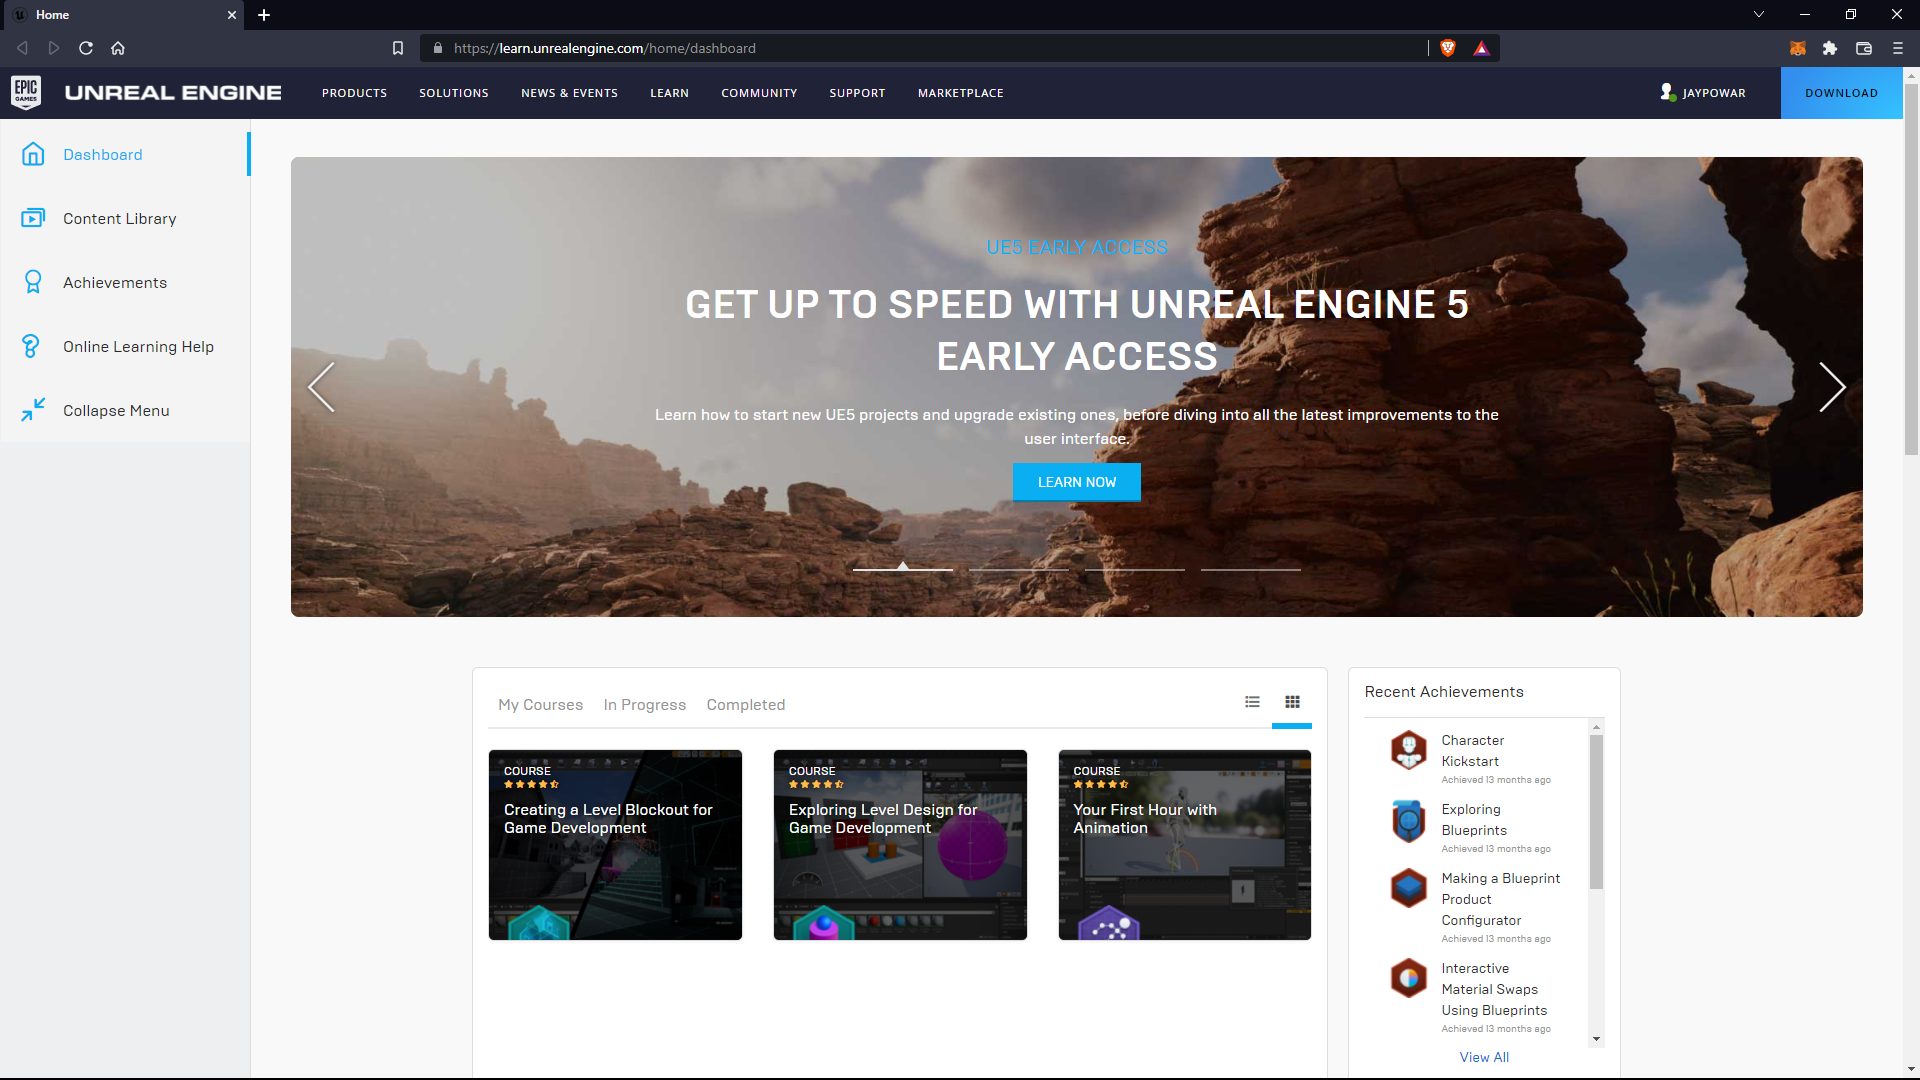 Home
https://learn.unrealengine.com/home/dashboard
EPIC GAMES
UNREAL ENGINE
PRODUCTS
SOLUTIONS
NEWS & EVENTS
LEARN
COMMUNITY
SUPPORT
MARKETPLACE
JAYPOWAR
DOWNLOAD
Dashboard
Content Library
Achievements
Online Learning Help
Collapse Menu
UE5 EARLY ACCESS
GET UP TO SPEED WITH UNREAL ENGINE 5
EARLY ACCESS
Learn how to start new UE5 projects and upgrade existing ones, before diving into all the latest improvements to the
user interface.
LEARN NOW
My Courses
In Progress
Completed
COURSE
Creating a Level Blockout for
Game Development
COURSE
Exploring Level Design for
Game Development
COURSE
Your First Hour with
Animation
Recent Achievements
Character
Kickstart
Achieved 13 months ago
Exploring
Blueprints
Achieved 13 months ago
Making a Blueprint
Product
Configurator
Achieved 13 months ago
Interactive
Material Swaps
Using Blueprints
Achieved 13 months ago
View All